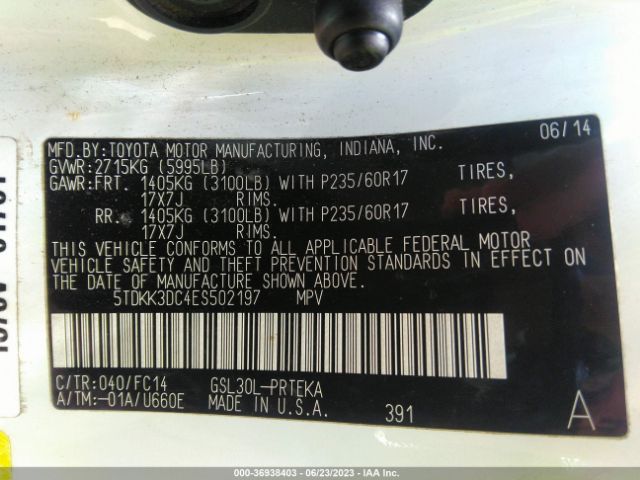 MFD.BY:TOYOTA MOTOR MANUFACTURING, INDIANA, INC. 06/14
GVWR:2715KG (5995LB)
GAWR:FRT. 1405KG (3100LB) WITH P235/60R17 TIRES,
17X7J RIMS.
RR. 1405KG (3100LB) WITH P235/60R17 TIRES,
17X7J RIMS.
THIS VEHICLE CONFORMS TO ALL APPLICABLE FEDERAL MOTOR
VEHICLE SAFETY AND THEFT PREVENTION STANDARDS IN EFFECT ON
THE DATE OF MANUFACTURE SHOWN ABOVE.
5TDKK3DC4ES502197 MPV
C/TR:040/FC14 GSL30L-PRTEKA
A/TM:-01A/U660E MADE IN U.S.A. 391 A
000-36938403 - 06/23/2023 - IAA Inc.